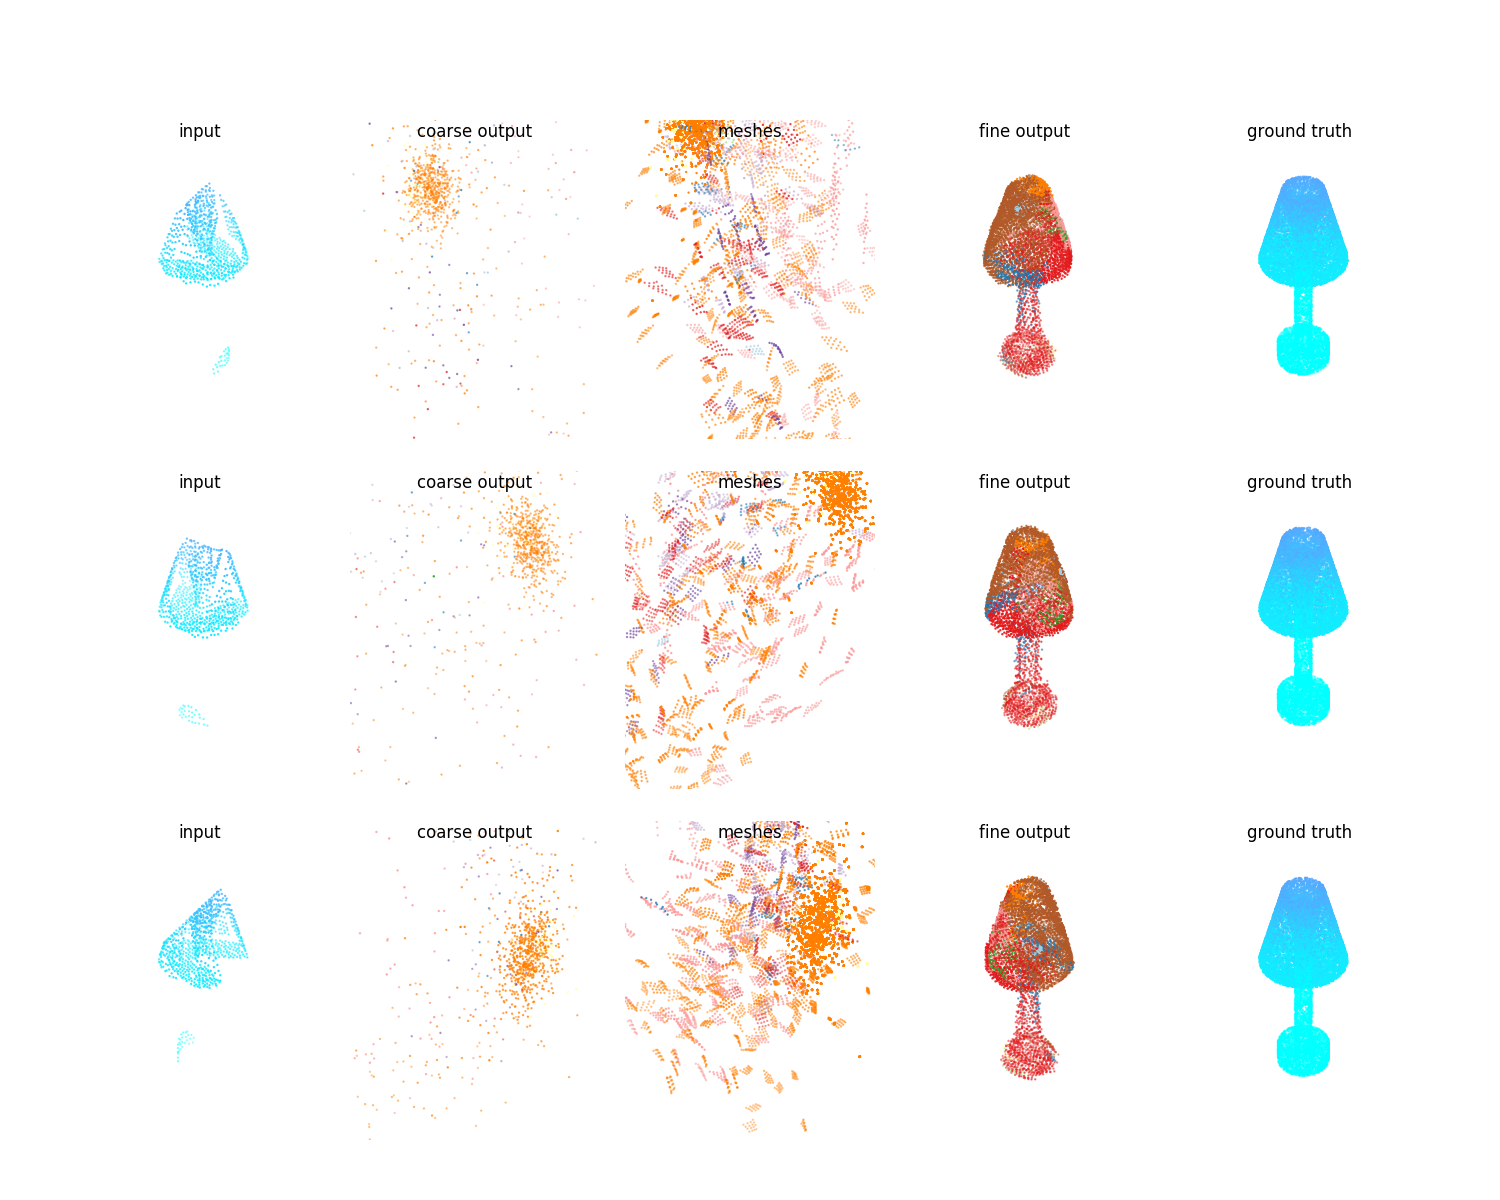 input
coarse output
meshes
fine output
ground truth
input
coarse output
meshes
fine output
ground truth
input
coarse output
meshes
fine output
ground truth